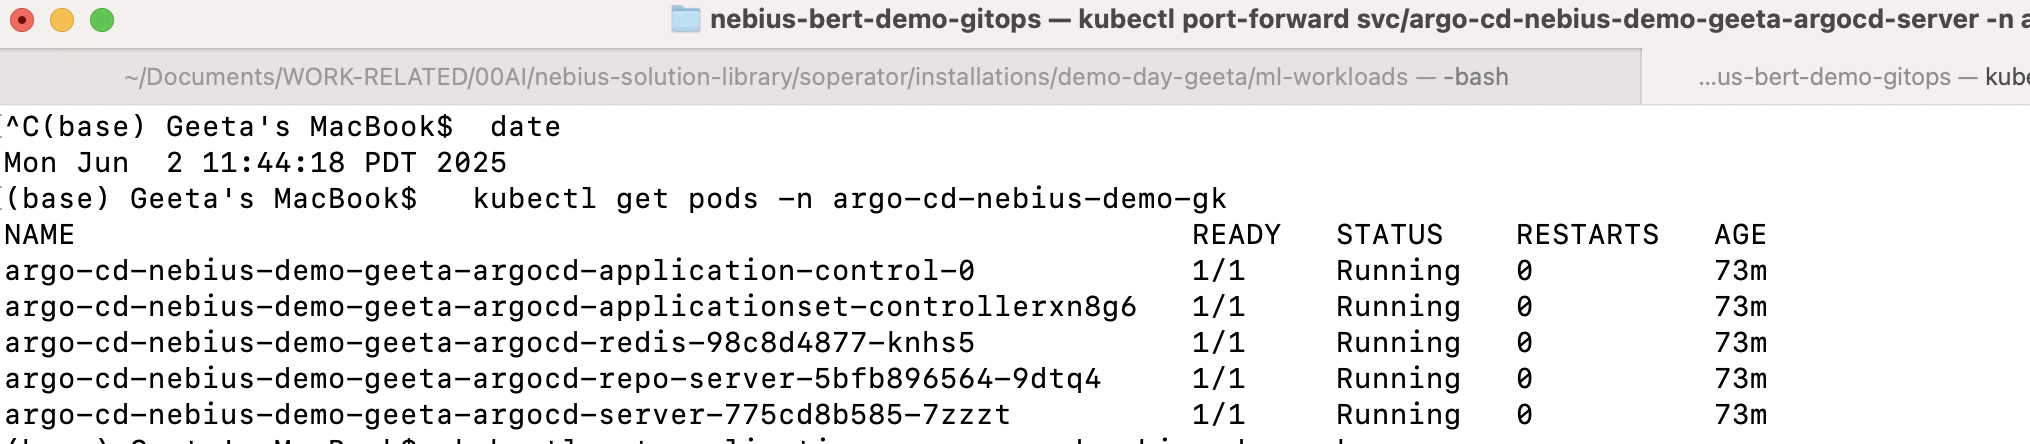 nebius-bert-demo-gitops — kubectl port-forward svc/argo-cd-nebius-demo-geeta-argocd-server -n
~/Documents/WORK-RELATED/00AI/nebius-solution-library/soperator/installations/demo-day-geeta/ml-workloads — -bash
...us-bert-demo-gitops — kube
^C(base) Geeta's MacBook$  date
Mon Jun  2 11:44:18 PDT 2025
(base) Geeta's MacBook$   kubectl get pods -n argo-cd-nebius-demo-gk
NAME READY STATUS RESTARTS AGE
argo-cd-nebius-demo-geeta-argocd-application-control-0 1/1 Running 0 73m
argo-cd-nebius-demo-geeta-argocd-applicationset-controllerxn8g6 1/1 Running 0 73m
argo-cd-nebius-demo-geeta-argocd-redis-98c8d4877-knhs5 1/1 Running 0 73m
argo-cd-nebius-demo-geeta-argocd-repo-server-5bfb896564-9dtq4 1/1 Running 0 73m
argo-cd-nebius-demo-geeta-argocd-server-775cd8b585-7zzzt 1/1 Running 0 73m